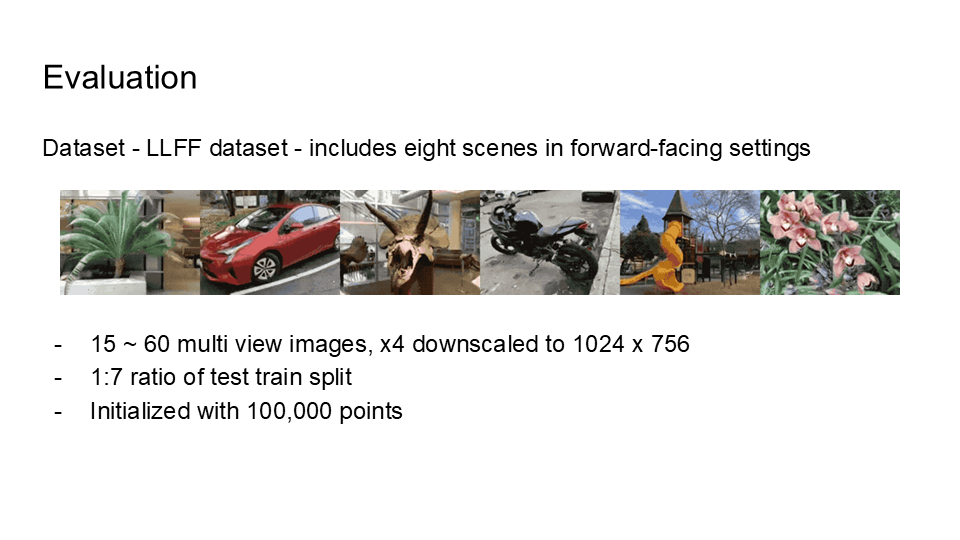 Evaluation
Dataset - LLFF dataset - includes eight scenes in forward-facing settings
- 15 ~ 60 multi view images, x4 downscaled to 1024 x 756
- 1:7 ratio of test train split
- Initialized with 100,000 points